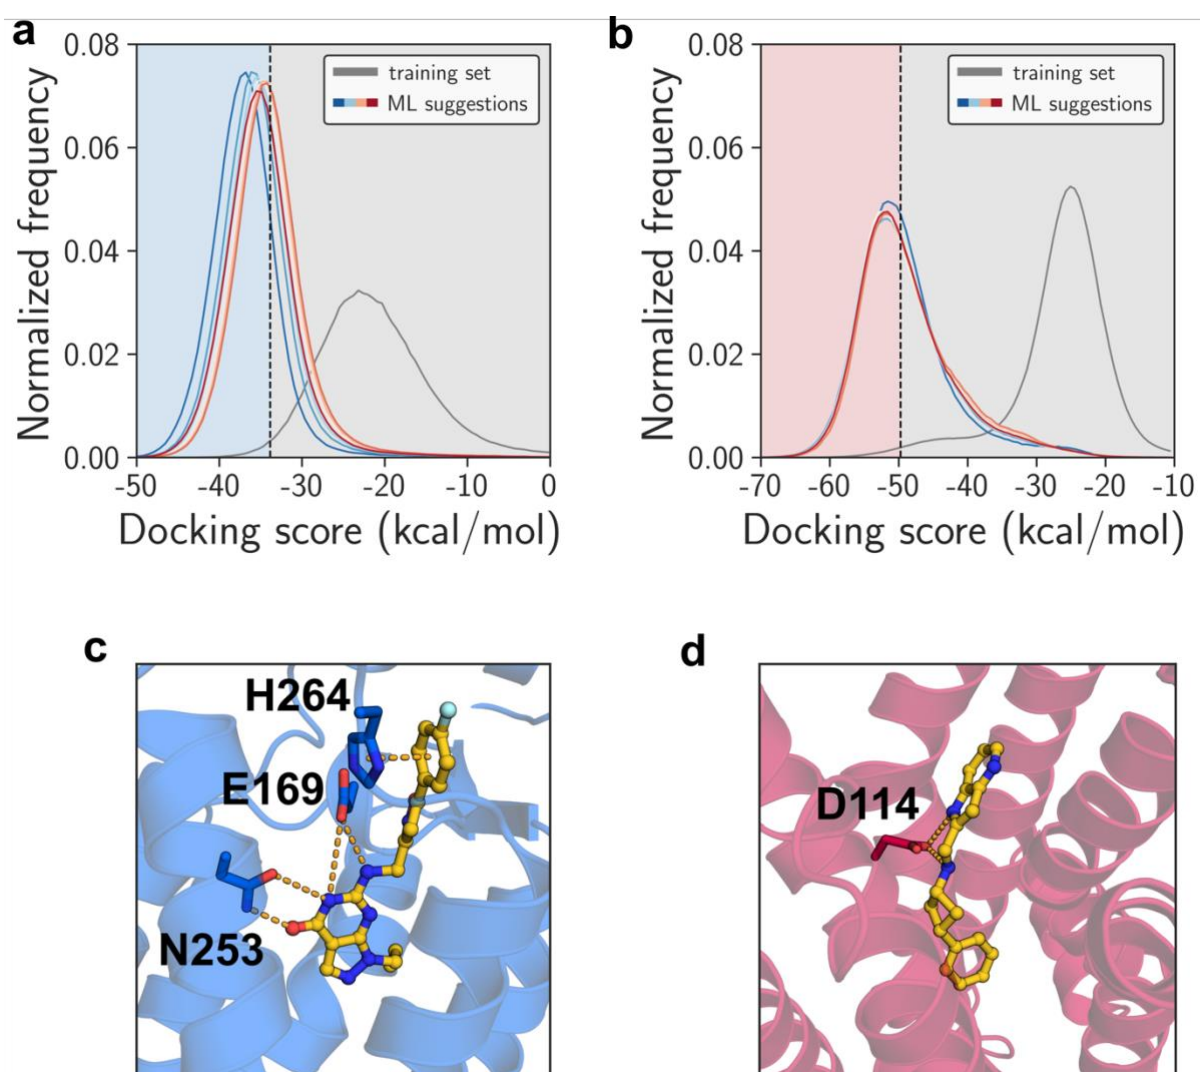 a
0.08
0.06
0.04
0.02
0.00
Normalized frequency
training set
ML suggestions
-50 -40 -30 -20 -10 0
Docking score (kcal/mol)
b
0.08
0.06
0.04
0.02
0.00
Normalized frequency
training set
ML suggestions
-70 -60 -50 -40 -30 -20 -10
Docking score (kcal/mol)
c
H264
E169
N253
d
D114